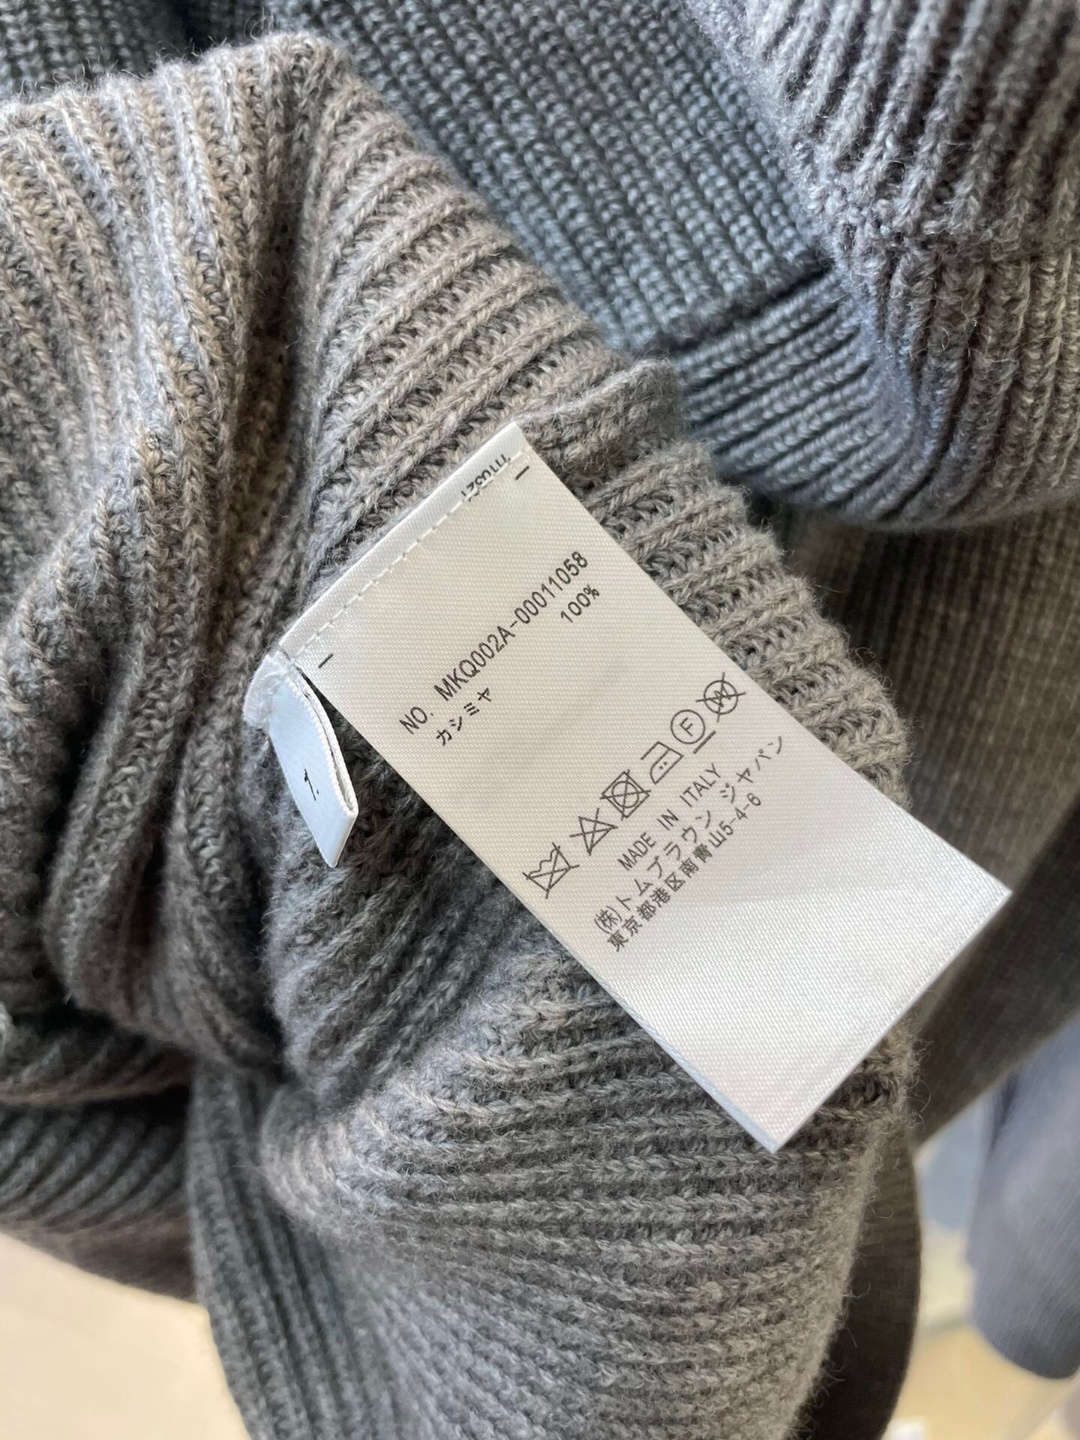 NO. MKQ002A-00011058
カシミヤ 100%
MADE IN ITALY
(株)トムブラウン ジャパン
東京都港区南青山5-4-6
1.